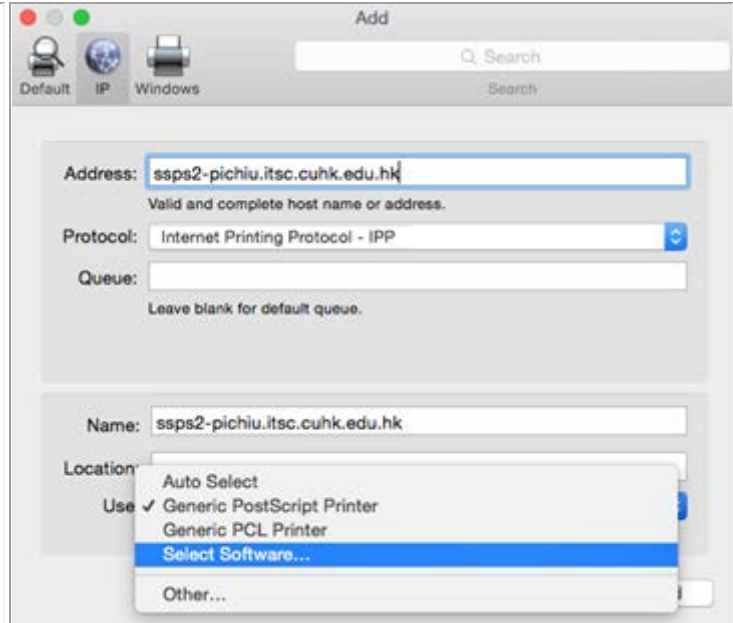 Add
Search
Default IP Windows
Search
Address: ssps2-pichiu.itsc.cuhk.edu.hk
Valid and complete host name or address.
Protocol: Internet Printing Protocol - IPP
Queue:
Leave blank for default queue.
Name: ssps2-pichiu.itsc.cuhk.edu.hk
Location
Auto Select
Use ✓ Generic PostScript Printer
Generic PCL Printer
Select Software...
Other...